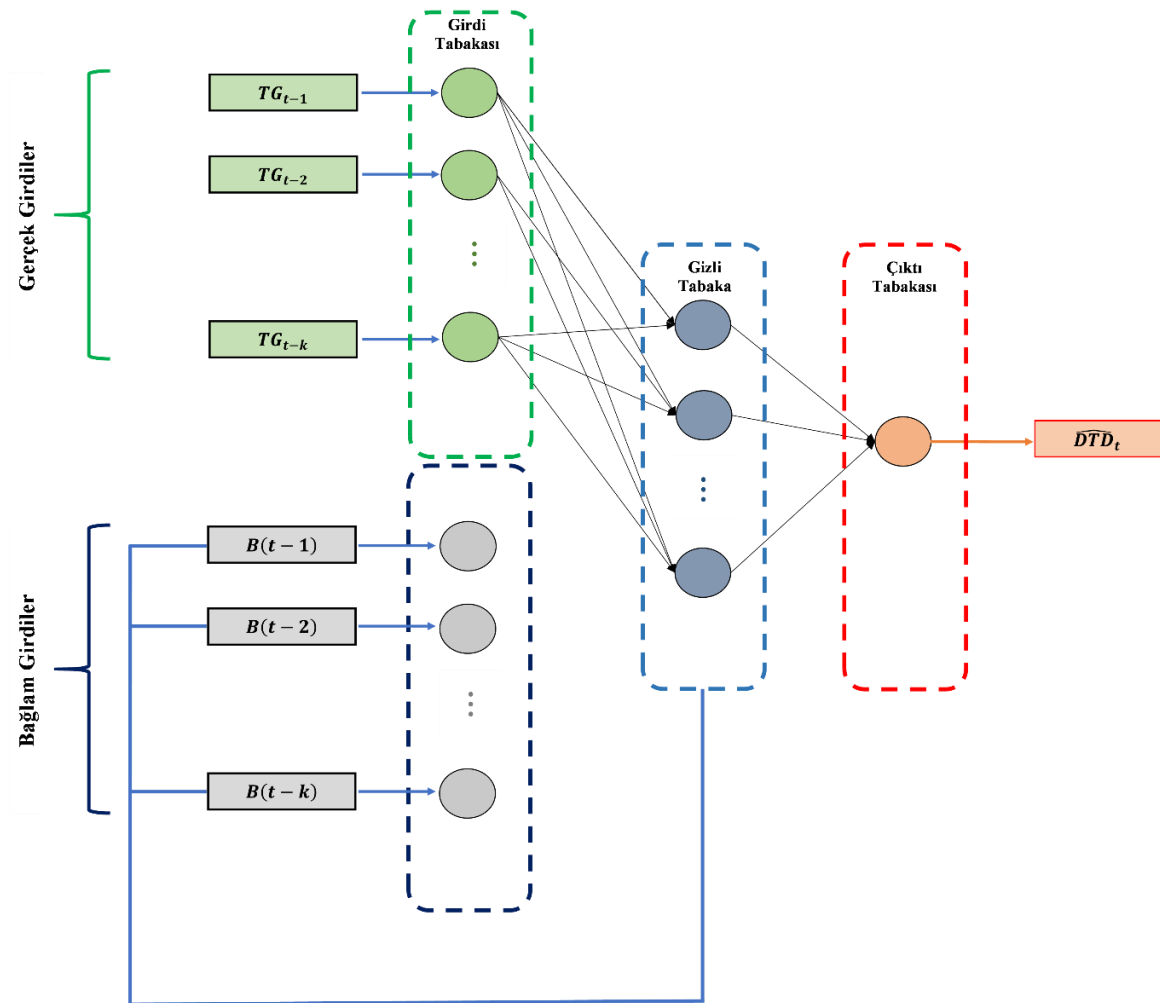 Girdi
Tabakası
Gerçek Girdiler
TG_{t−1}
TG_{t−2}
⋮
TG_{t−k}
Gizli
Tabaka
⋮
Çıktı
Tabakası
\widehat{DTD}_t
Bağlam Girdiler
B(t − 1)
B(t − 2)
⋮
B(t − k)